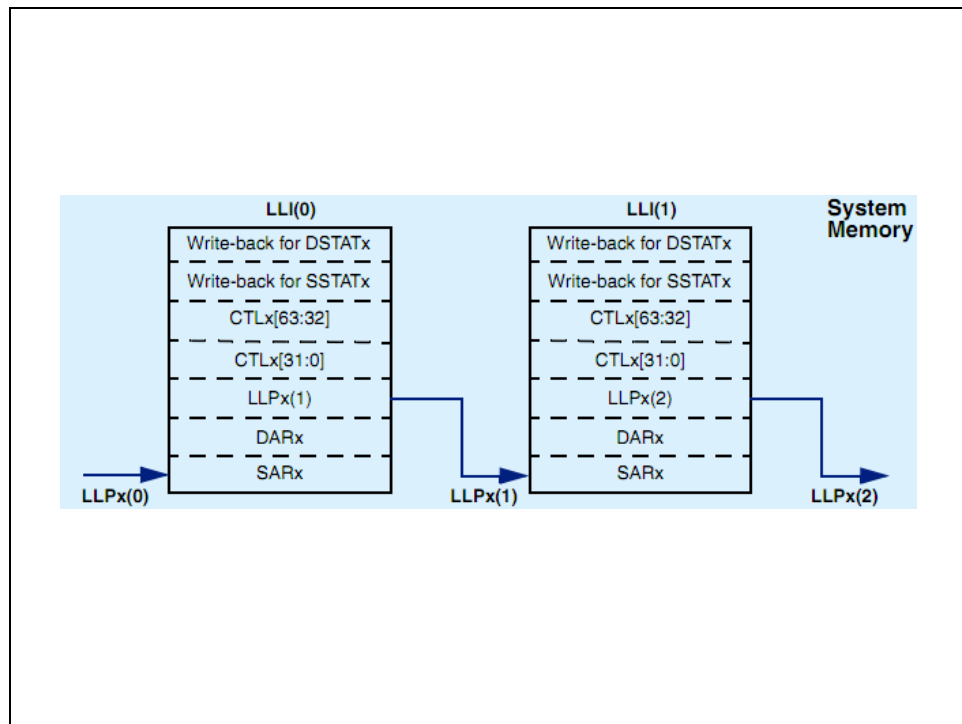 LLI(0)
Write-back for DSTATx
Write-back for SSTATx
CTLx[63:32]
CTLx[31:0]
LLPx(1)
DARx
SARx
LLPx(0)
LLPx(1)
LLI(1)
Write-back for DSTATx
Write-back for SSTATx
CTLx[63:32]
CTLx[31:0]
LLPx(2)
DARx
SARx
LLPx(2)
System
Memory